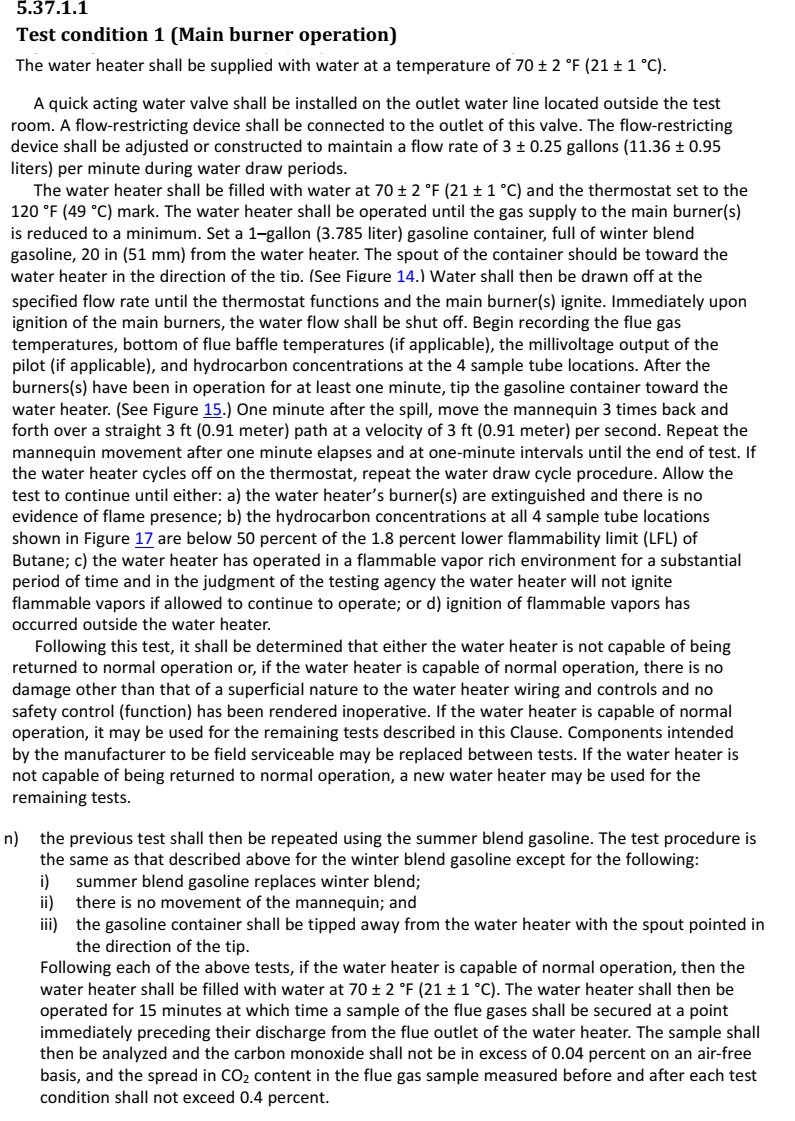 5.37.1.1
Test condition 1 (Main burner operation)
The water heater shall be supplied with water at a temperature of 70 ± 2 °F (21 ± 1 °C).
A quick acting water valve shall be installed on the outlet water line located outside the test
room. A flow-restricting device shall be connected to the outlet of this valve. The flow-restricting
device shall be adjusted or constructed to maintain a flow rate of 3 ± 0.25 gallons (11.36 ± 0.95
liters) per minute during water draw periods.
The water heater shall be filled with water at 70 ± 2 °F (21 ± 1 °C) and the thermostat set to the
120 °F (49 °C) mark. The water heater shall be operated until the gas supply to the main burner(s)
is reduced to a minimum. Set a 1–gallon (3.785 liter) gasoline container, full of winter blend
gasoline, 20 in (51 mm) from the water heater. The spout of the container should be toward the
water heater in the direction of the tip. (See Figure 14.) Water shall then be drawn off at the
specified flow rate until the thermostat functions and the main burner(s) ignite. Immediately upon
ignition of the main burners, the water flow shall be shut off. Begin recording the flue gas
temperatures, bottom of flue baffle temperatures (if applicable), the millivoltage output of the
pilot (if applicable), and hydrocarbon concentrations at the 4 sample tube locations. After the
burners(s) have been in operation for at least one minute, tip the gasoline container toward the
water heater. (See Figure 15.) One minute after the spill, move the mannequin 3 times back and
forth over a straight 3 ft (0.91 meter) path at a velocity of 3 ft (0.91 meter) per second. Repeat the
mannequin movement after one minute elapses and at one-minute intervals until the end of test. If
the water heater cycles off on the thermostat, repeat the water draw cycle procedure. Allow the
test to continue until either: a) the water heater's burner(s) are extinguished and there is no
evidence of flame presence; b) the hydrocarbon concentrations at all 4 sample tube locations
shown in Figure 17 are below 50 percent of the 1.8 percent lower flammability limit (LFL) of
Butane; c) the water heater has operated in a flammable vapor rich environment for a substantial
period of time and in the judgment of the testing agency the water heater will not ignite
flammable vapors if allowed to continue to operate; or d) ignition of flammable vapors has
occurred outside the water heater.
Following this test, it shall be determined that either the water heater is not capable of being
returned to normal operation or, if the water heater is capable of normal operation, there is no
damage other than that of a superficial nature to the water heater wiring and controls and no
safety control (function) has been rendered inoperative. If the water heater is capable of normal
operation, it may be used for the remaining tests described in this Clause. Components intended
by the manufacturer to be field serviceable may be replaced between tests. If the water heater is
not capable of being returned to normal operation, a new water heater may be used for the
remaining tests.
n) the previous test shall then be repeated using the summer blend gasoline. The test procedure is
the same as that described above for the winter blend gasoline except for the following:
i) summer blend gasoline replaces winter blend;
ii) there is no movement of the mannequin; and
iii) the gasoline container shall be tipped away from the water heater with the spout pointed in
the direction of the tip.
Following each of the above tests, if the water heater is capable of normal operation, then the
water heater shall be filled with water at 70 ± 2 °F (21 ± 1 °C). The water heater shall then be
operated for 15 minutes at which time a sample of the flue gases shall be secured at a point
immediately preceding their discharge from the flue outlet of the water heater. The sample shall
then be analyzed and the carbon monoxide shall not be in excess of 0.04 percent on an air-free
basis, and the spread in CO₂ content in the flue gas sample measured before and after each test
condition shall not exceed 0.4 percent.